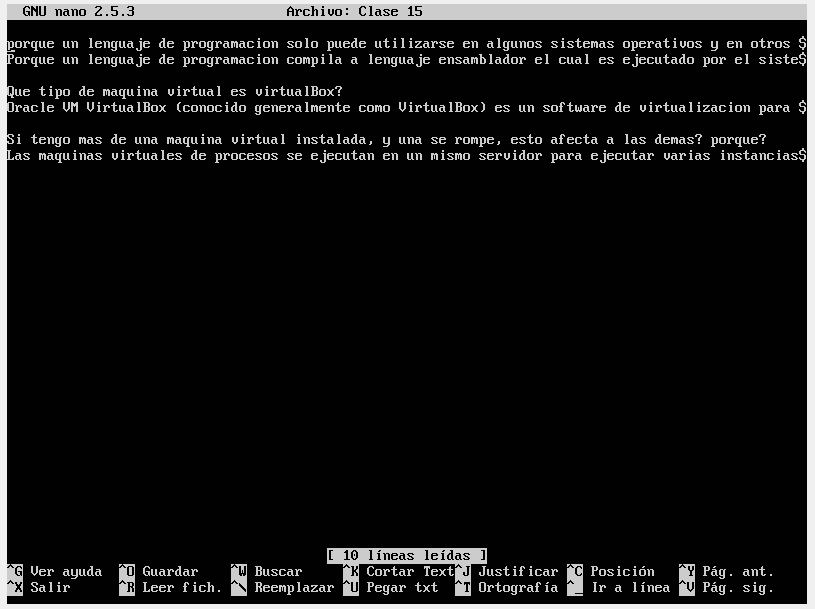 GNU nano 2.5.3 Archivo: Clase 15
porque un lenguaje de programacion solo puede utilizarse en algunos sistemas operativos y en otros $
Porque un lenguaje de programacion compila a lenguaje ensamblador el cual es ejecutado por el siste$
Que tipo de maquina virtual es virtualBox?
Oracle VM VirtualBox (conocido generalmente como VirtualBox) es un software de virtualizacion para $
Si tengo mas de una maquina virtual instalada, y una se rompe, esto afecta a las demas? porque?
Las maquinas virtuales de procesos se ejecutan en un mismo servidor para ejecutar varias instancias$
[ 10 líneas leídas ]
^G Ver ayuda ^O Guardar ^W Buscar ^K Cortar Text^J Justificar ^C Posición ^Y Pág. ant.
^X Salir ^R Leer fich. ^\ Reemplazar ^U Pegar txt ^T Ortografía ^_ Ir a línea ^V Pág. sig.